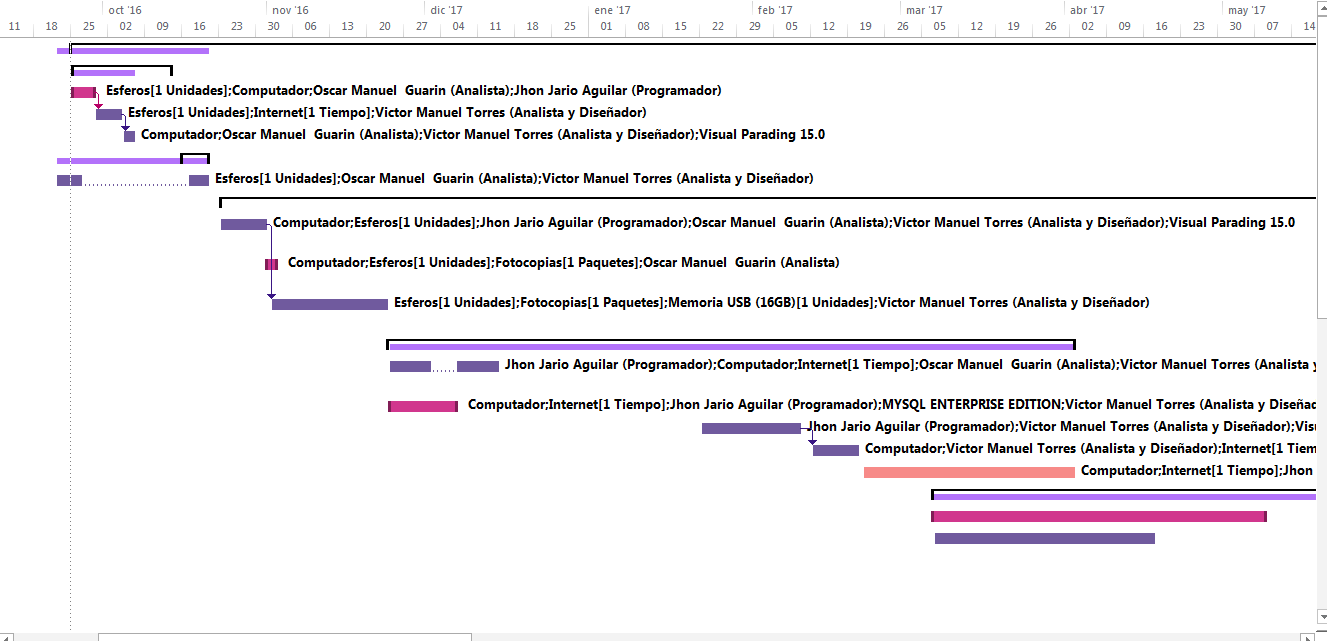 oct '16 nov '16 dic '17 ene '17 feb '17 mar '17 abr '17 may '17
11 18 25 02 09 16 23 30 06 13 20 27 04 11 18 25 01 08 15 22 29 05 12 19 26 05 12 19 26 02 09 16 23 30 07 14
Esferos[1 Unidades];Computador;Oscar Manuel Guarin (Analista);Jhon Jario Aguilar (Programador)
Esferos[1 Unidades];Internet[1 Tiempo];Victor Manuel Torres (Analista y Diseñador)
Computador;Oscar Manuel Guarin (Analista);Victor Manuel Torres (Analista y Diseñador);Visual Parading 15.0
Esferos[1 Unidades];Oscar Manuel Guarin (Analista);Victor Manuel Torres (Analista y Diseñador)
Computador;Esferos[1 Unidades];Jhon Jario Aguilar (Programador);Oscar Manuel Guarin (Analista);Victor Manuel Torres (Analista y Diseñador);Visual Parading 15.0
Computador;Esferos[1 Unidades];Fotocopias[1 Paquetes];Oscar Manuel Guarin (Analista)
Esferos[1 Unidades];Fotocopias[1 Paquetes];Memoria USB (16GB)[1 Unidades];Victor Manuel Torres (Analista y Diseñador)
Jhon Jario Aguilar (Programador);Computador;Internet[1 Tiempo];Oscar Manuel Guarin (Analista);Victor Manuel Torres (Analista y
Computador;Internet[1 Tiempo];Jhon Jario Aguilar (Programador);MYSQL ENTERPRISE EDITION;Victor Manuel Torres (Analista y Diseñad
Jhon Jario Aguilar (Programador);Victor Manuel Torres (Analista y Diseñador);Visu
Computador;Victor Manuel Torres (Analista y Diseñador);Internet[1 Tiem
Computador;Internet[1 Tiempo];Jhon